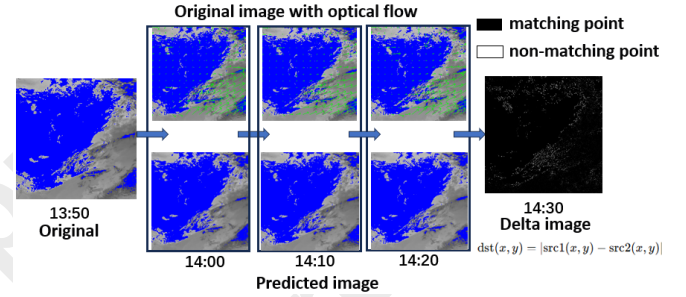 Original image with optical flow
matching point
non-matching point
13:50
Original
14:00
14:10
14:20
Predicted image
14:30
Delta image
dst(x, y) = |src1(x, y) − src2(x, y)|